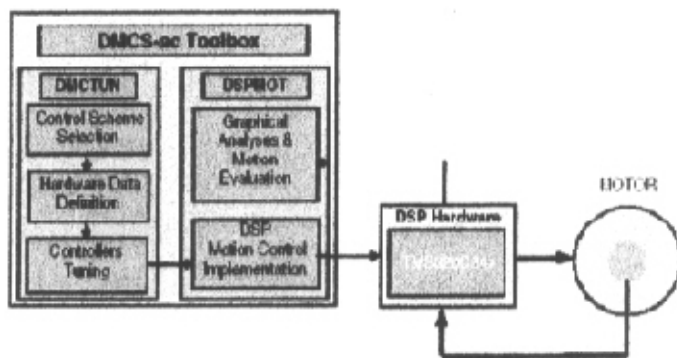 DMCS-ac Toolbox
DMCTUN
Control Scheme
Selection
Hardware Data
Definition
Controllers
Tuning
DSPMOT
Graphical
Analyses &
Motion
Evaluation
DSP
Motion Control
Implementation
DSP Hardware
MOTOR